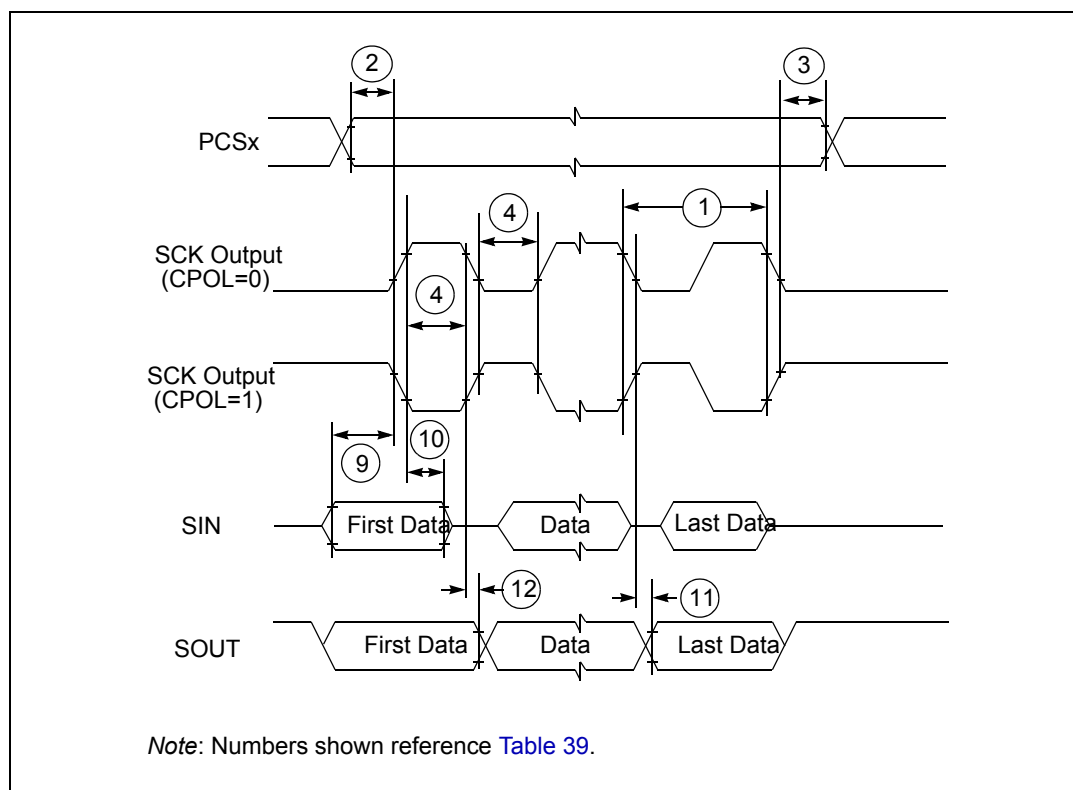 2
3
PCSx
1
4
SCK Output
(CPOL=0)
4
SCK Output
(CPOL=1)
10
9
SIN
First Data
Data
Last Data
12
11
SOUT
First Data
Data
Last Data
Note: Numbers shown reference Table 39.